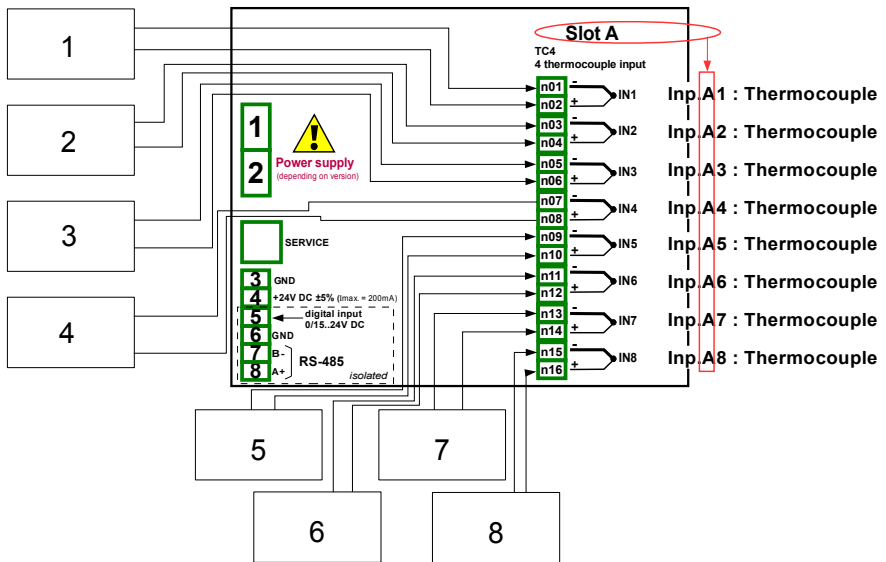 Slot A
TC4
4 thermocouple input
1
2
3
4
5
6
7
8
1
2
!
Power supply
(depending on version)
SERVICE
3 GND
4 +24V DC ±5% (Imax. = 200mA)
5 digital input
0/15..24V DC
6 GND
7 B-
RS-485
8 A+
isolated
n01 - 
n02 + IN1 Inp.A1 : Thermocouple
n03 -
n04 + IN2 Inp.A2 : Thermocouple
n05 -
n06 + IN3 Inp.A3 : Thermocouple
n07 -
n08 + IN4 Inp.A4 : Thermocouple
n09 -
n10 + IN5 Inp.A5 : Thermocouple
n11 -
n12 + IN6 Inp.A6 : Thermocouple
n13 -
n14 + IN7 Inp.A7 : Thermocouple
n15 -
n16 + IN8 Inp.A8 : Thermocouple